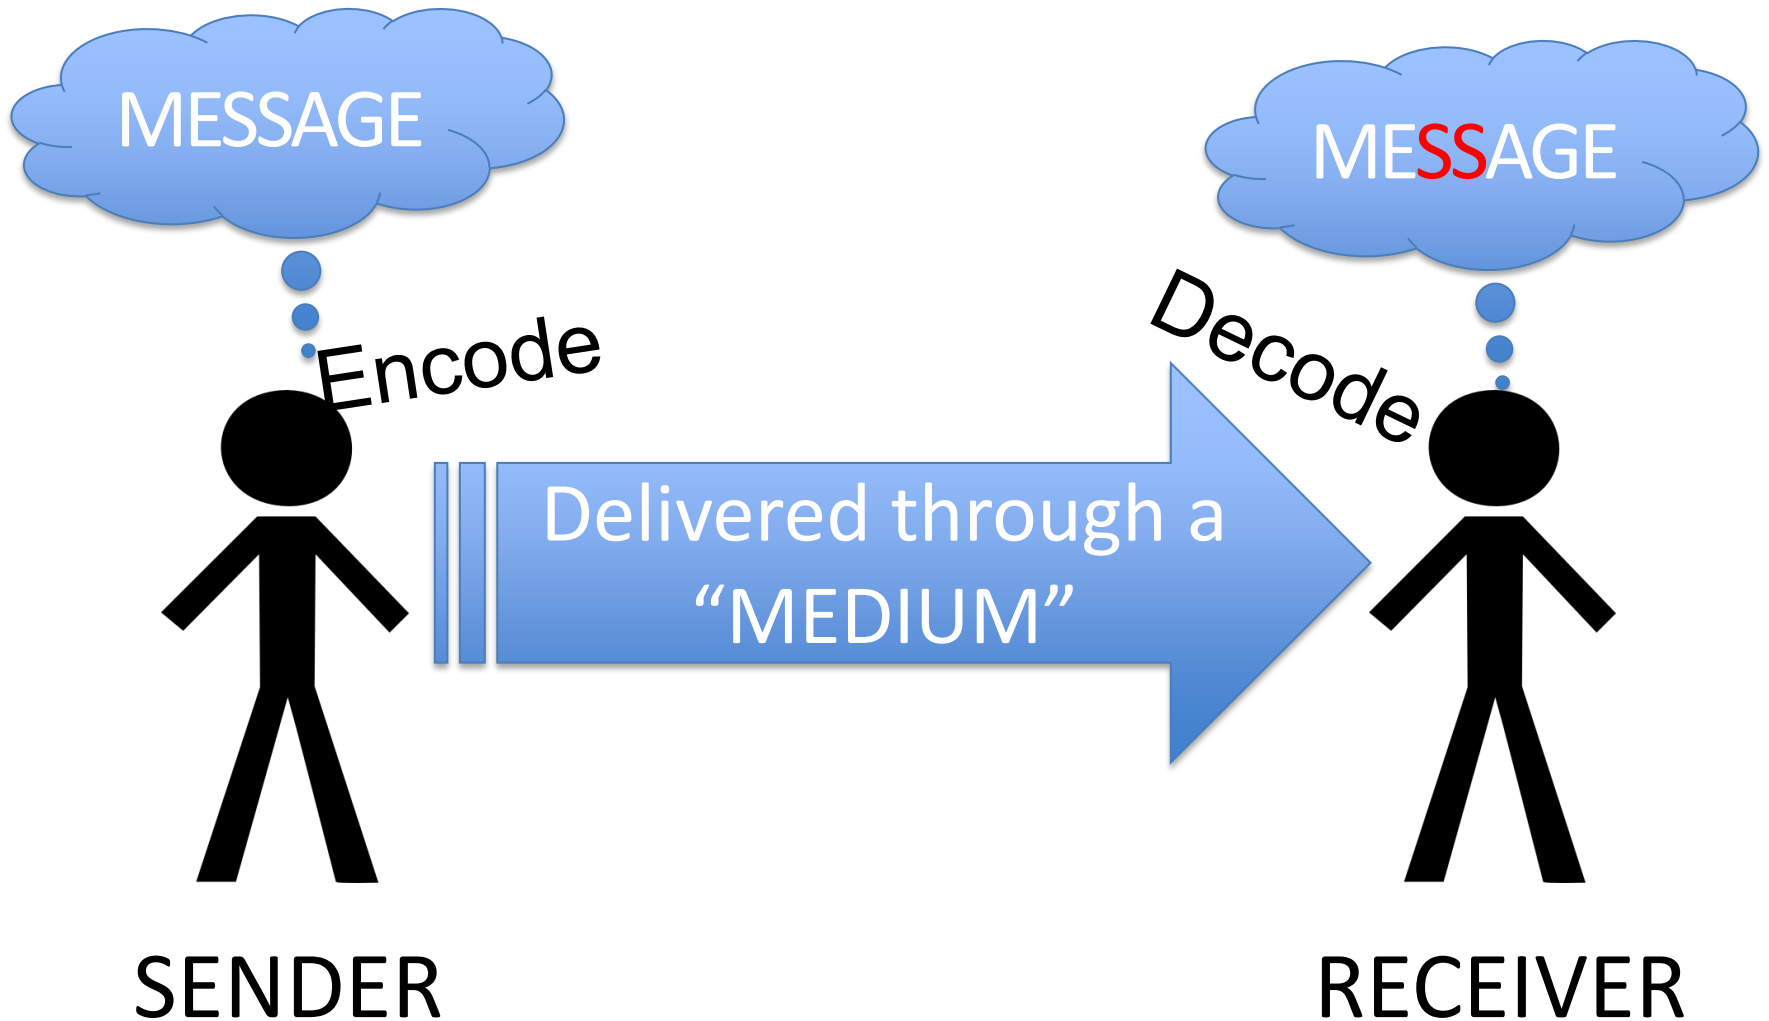 MESSAGE
MESSAGE
Encode
Decode
Delivered through a
“MEDIUM”
SENDER
RECEIVER